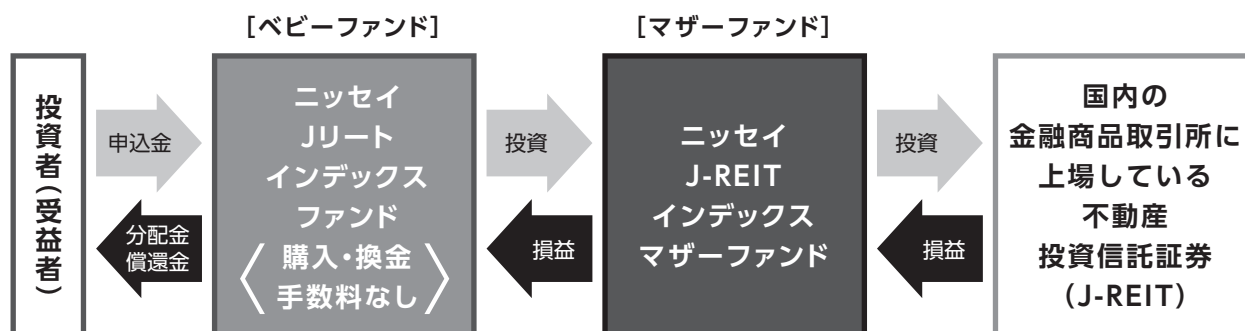 [ベビーファンド]
[マザーファンド]
投資者(受益者)
申込金
分配金
償還金
ニッセイ
Jリート
インデックス
ファンド
〈購入・換金
手数料なし〉
投資
損益
ニッセイ
J-REIT
インデックス
マザーファンド
投資
損益
国内の
金融商品取引所に
上場している
不動産
投資信託証券
(J-REIT)